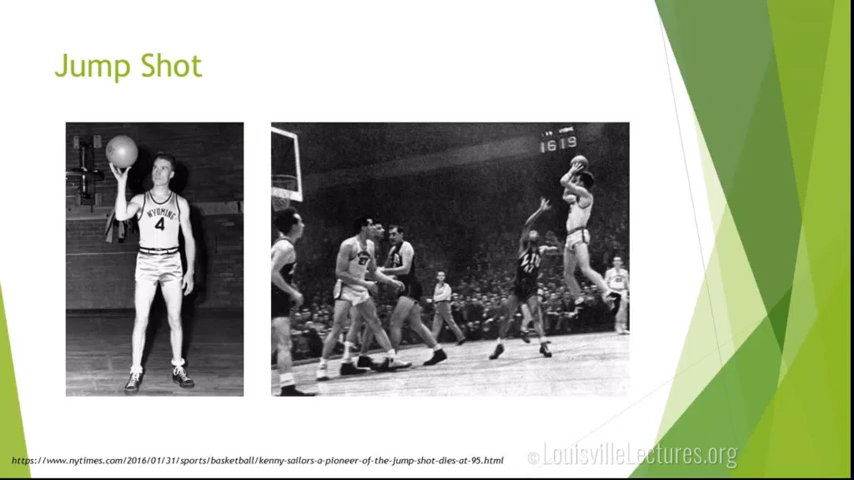 Jump Shot
WYOMING
4
1619
https://www.nytimes.com/2016/01/31/sports/basketball/kenny-sailors-a-pioneer-of-the-jump-shot-dies-at-95.html
©LouisvilleLectures.org